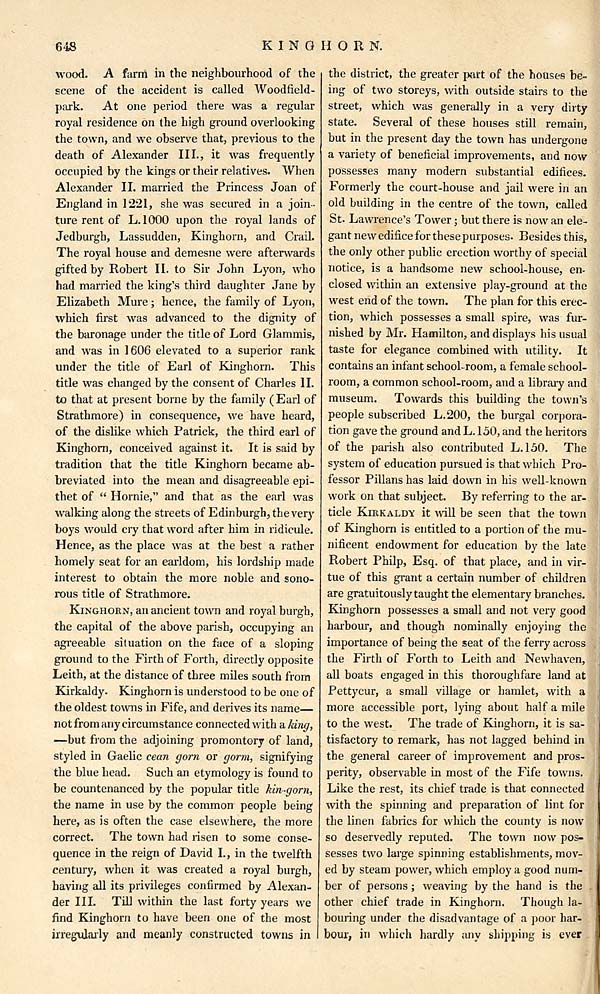 648
KINGHORN.
wood. A farm in the neighbourhood of the
scene of the accident is called Woodfield-
park. At one period there was a regular
royal residence on the high ground overlooking
the town, and we observe that, previous to the
death of Alexander III., it was frequently
occupied by the kings or their relatives. When
Alexander II. married the Princess Joan of
England in 1221, she was secured in a join-
ture rent of L.1000 upon the royal lands of
Jedburgh, Lassudden, Kinghorn, and Crail.
The royal house and demesne were afterwards
gifted by Robert II. to Sir John Lyon, who
had married the king's third daughter Jane by
Elizabeth Mure; hence, the family of Lyon,
which first was advanced to the dignity of
the baronage under the title of Lord Glammis,
and was in 1606 elevated to a superior rank
under the title of Earl of Kinghorn. This
title was changed by the consent of Charles II.
to that at present borne by the family (Earl of
Strathmore) in consequence, we have heard,
of the dislike which Patrick, the third earl of
Kinghorn, conceived against it. It is said by
tradition that the title Kinghorn became ab-
breviated into the mean and disagreeable epi-
thet of "Hornie," and that as the earl was
walking along the streets of Edinburgh, the very
boys would cry that word after him in ridicule.
Hence, as the place was at the best a rather
homely seat for an earldom, his lordship made
interest to obtain the more noble and sono-
rous title of Strathmore.
KINGHORN, an ancient town and royal burgh,
the capital of the above parish, occupying an
agreeable situation on the face of a sloping
ground to the Firth of Forth, directly opposite
Leith, at the distance of three miles south from
Kirkaldy. Kinghorn is understood to be one of
the oldest towns in Fife, and derives its name—
not from any circumstance connected with a king,
—but from the adjoining promontory of land,
styled in Gaelic cean gorn or gorm, signifying
the blue head. Such an etymology is found to
be countenanced by the popular title kin-gorn,
the name in use by the common people being
here, as is often the case elsewhere, the more
correct. The town had risen to some conse-
quence in the reign of David I., in the twelfth
century, when it was created a royal burgh,
having all its privileges confirmed by Alexan-
der III. Till within the last forty years we
find Kinghorn to have been one of the most
irregularly and meanly constructed towns in
the district, the greater part of the houses be-
ing of two storeys, with outside stairs to the
street, which was generally in a very dirty
state. Several of these houses still remain,
but in the present day the town has undergone
a variety of beneficial improvements, and now
possesses many modern substantial edifices.
Formerly the court-house and jail were in an
old building in the centre of the town, called
St. Lawrence's Tower; but there is now an ele-
gant new edifice for these purposes. Besides this,
the only other public erection worthy of special
notice, is a handsome new school-house, en-
closed within an extensive play-ground at the
west end of the town. The plan for this erec-
tion, which possesses a small spire, was fur-
nished by Mr. Hamilton, and displays his usual
taste for elegance combined with utility. It
contains an infant school-room, a female school-
room, a common school-room, and a library and
museum. Towards this building the town's
people subscribed L.200, the burgal corpora-
tion gave the ground and L.150, and the heritors
of the parish also contributed L.150. The
system of education pursued is that which Pro-
fessor Pillans has laid down in his well-known
work on that subject. By referring to the ar-
ticle KIRKALDY it will be seen that the town
of Kinghorn is entitled to a portion of the mu-
nificent endowment for education by the late
Robert Philp, Esq. of that place, and in vir-
tue of this grant a certain number of children
are gratuitously taught the elementary branches.
Kinghorn possesses a small and not very good
harbour, and though nominally enjoying the
importance of being the seat of the ferry across
the Firth of Forth to Leith and Newhaven,
all boats engaged in this thoroughfare land at
Pettycur, a small village or hamlet, with a
more accessible port, lying about half a mile
to the west. The trade of Kinghorn, it is sa-
tisfactory to remark, has not lagged behind in
the general career of improvement and pros-
perity, observable in most of the Fife towns.
Like the rest, its chief trade is that connected
with the spinning and preparation of lint for
the linen fabrics for which the county is now
so deservedly reputed. The town now pos-
sesses two large spinning establishments, mov-
ed by steam power, which employ a good num-
ber of persons; weaving by the hand is the
other chief trade in Kinghorn. Though la-
bouring under the disadvantage of a poor har-
bour, in which hardly any shipping is ever